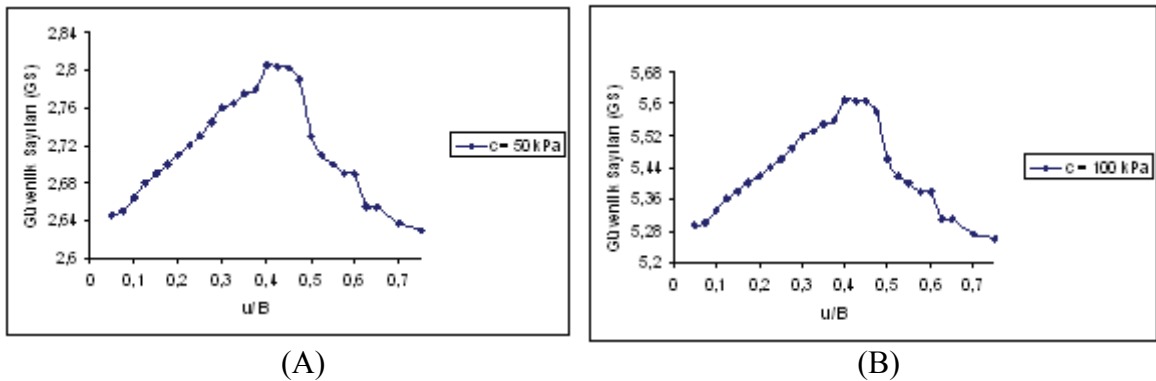 2,84
2,8
2,76
2,72
2,68
2,64
2,6
Güvenlik sayıları (Gs)
0 0,1 0,2 0,3 0,4 0,5 0,6 0,7
u/B
c = 50 kPa
(A)
5,68
5,6
5,52
5,44
5,36
5,28
5,2
Güvenlik sayıları (GS)
0 0,1 0,2 0,3 0,4 0,5 0,6 0,7
u/B
c = 100 kPa
(B)